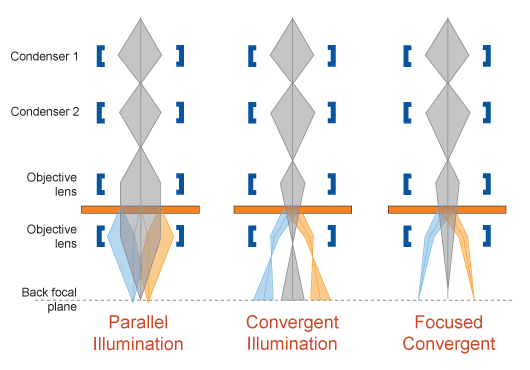 Condenser 1
Condenser 2
Objective
lens
Objective
lens
Back focal
plane
Parallel
Illumination
Convergent
Illumination
Focused
Convergent